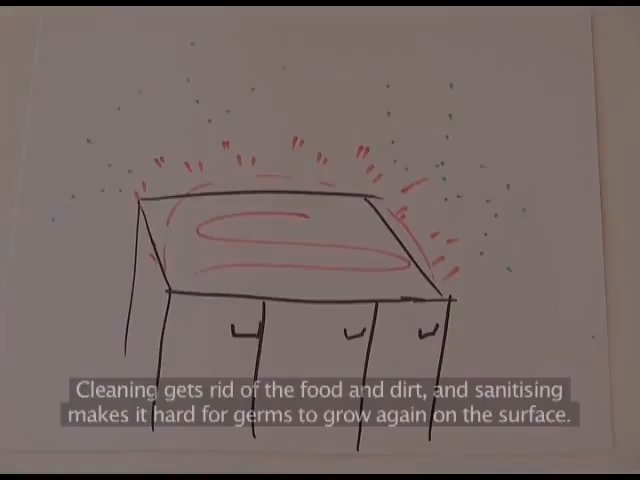 Cleaning gets rid of the food and dirt, and sanitising
makes it hard for germs to grow again on the surface.